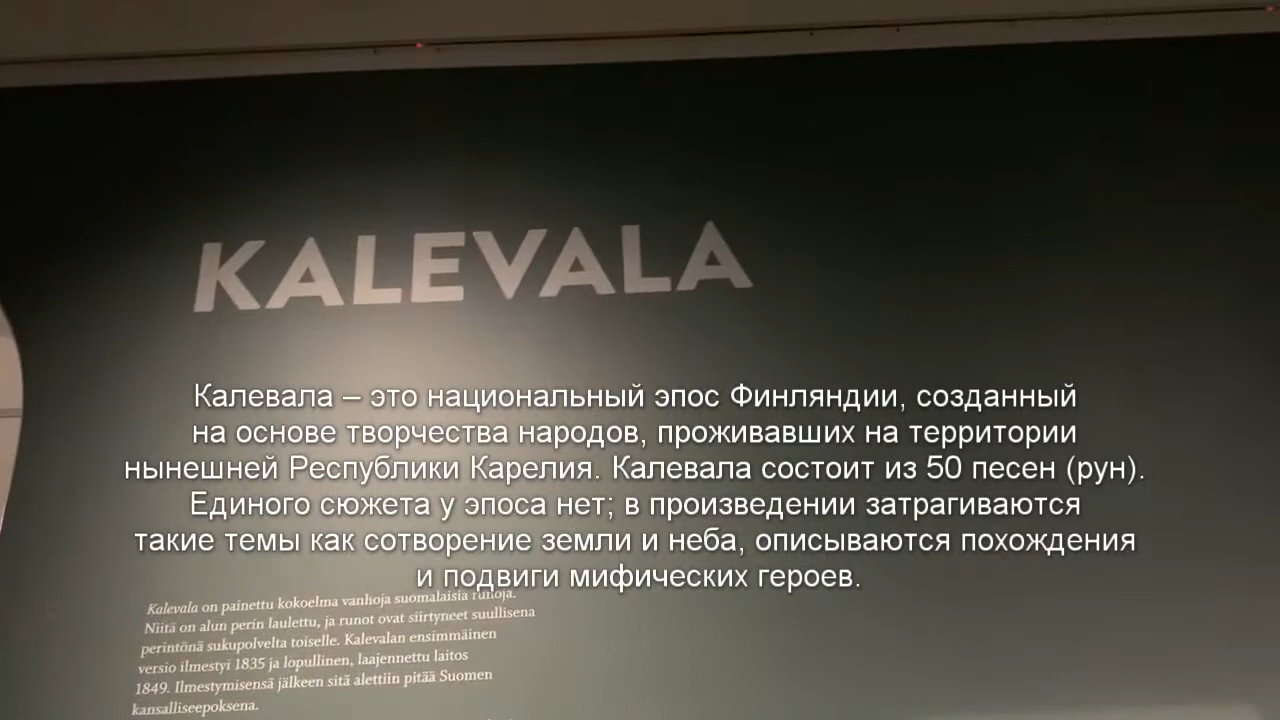 KALEVALA
Калевала – это национальный эпос Финляндии, созданный
на основе творчества народов, проживавших на территории
нынешней Республики Карелия. Калевала состоит из 50 песен (рун).
Единого сюжета у эпоса нет; в произведении затрагиваются
такие темы как сотворение земли и неба, описываются похождения
и подвиги мифических героев.
Kalevala on painettu kokoelma vanhoja suomalaisia runoja.
Niitä on alun perin laulettu, ja runot ovat siirtyneet suullisena
perintönä sukupolvelta toiselle. Kalevalan ensimmäinen
versio ilmestyi 1835 ja lopullinen, laajennettu laitos
1849. Ilmestymisensä jälkeen sitä alettiin pitää Suomen
kansalliseepoksena.